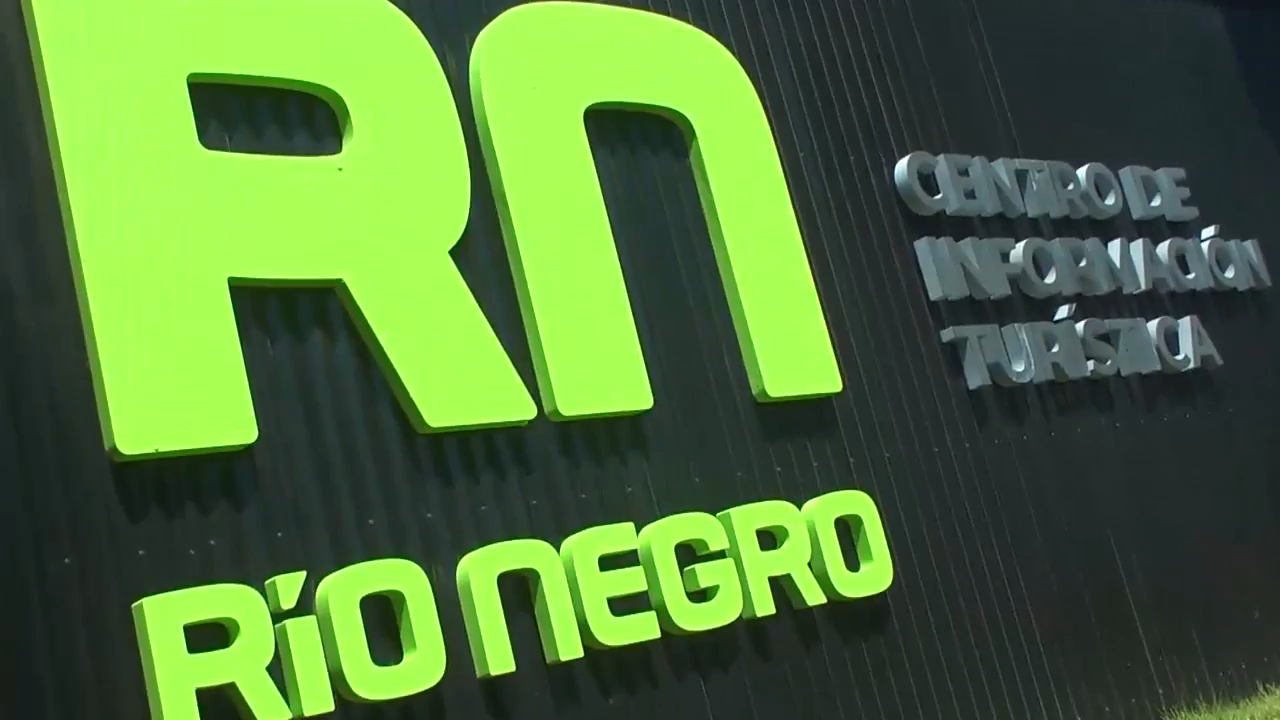 Rn
Río nEGRO
CENTRO DE
INFORMACIÓN
TURÍSTICA